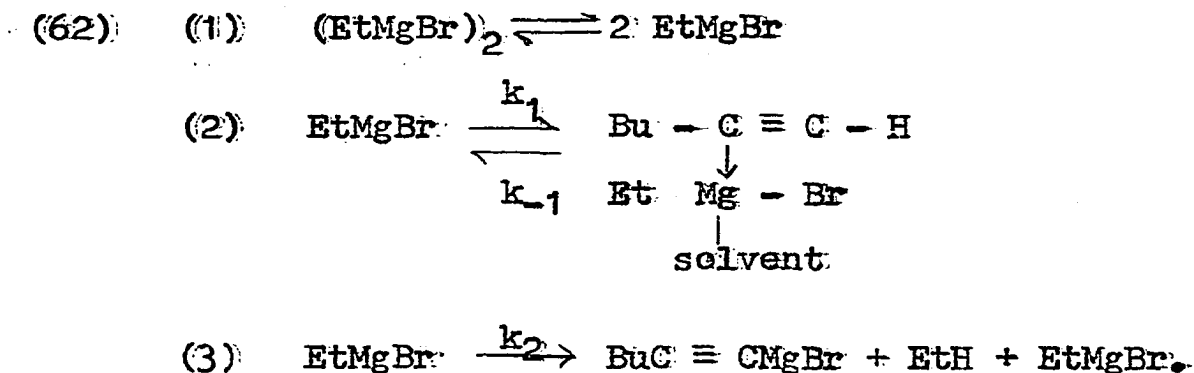 (62) (1) (EtMgBr)₂ ⇌ 2 EtMgBr
k₁
(2) EtMgBr ⇌ Bu - C ≡ C - H
↓
k₋₁ Et Mg - Br
|
solvent
(3) EtMgBr k₂ → BuC ≡ CMgBr + EtH + EtMgBr.